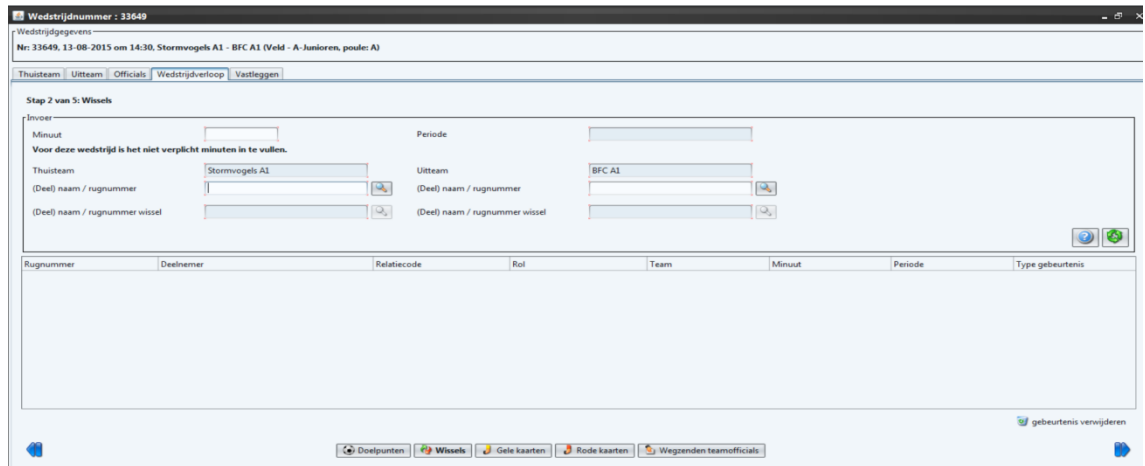 Wedstrijdnummer : 33649
Wedstrijdgegevens
Nr: 33649, 13-08-2015 om 14:30, Stormvogels A1 - BFC A1 (Veld - A-Junioren, poule: A)
Thuisteam Uitteam Officials Wedstrijdverloop Vastleggen
Stap 2 van 5: Wissels
Invoer
Minuut Periode
Voor deze wedstrijd is het niet verplicht minuten in te vullen.
Thuisteam Stormvogels A1 Uitteam BFC A1
(Deel) naam / rugnummer (Deel) naam / rugnummer
(Deel) naam / rugnummer wissel (Deel) naam / rugnummer wissel
Rugnummer Deelnemer Relatiecode Rol Team Minuut Periode Type gebeurtenis
gebeurtenis verwijderen
Doelpunten Wissels Gele kaarten Rode kaarten Wegzenden teamofficials